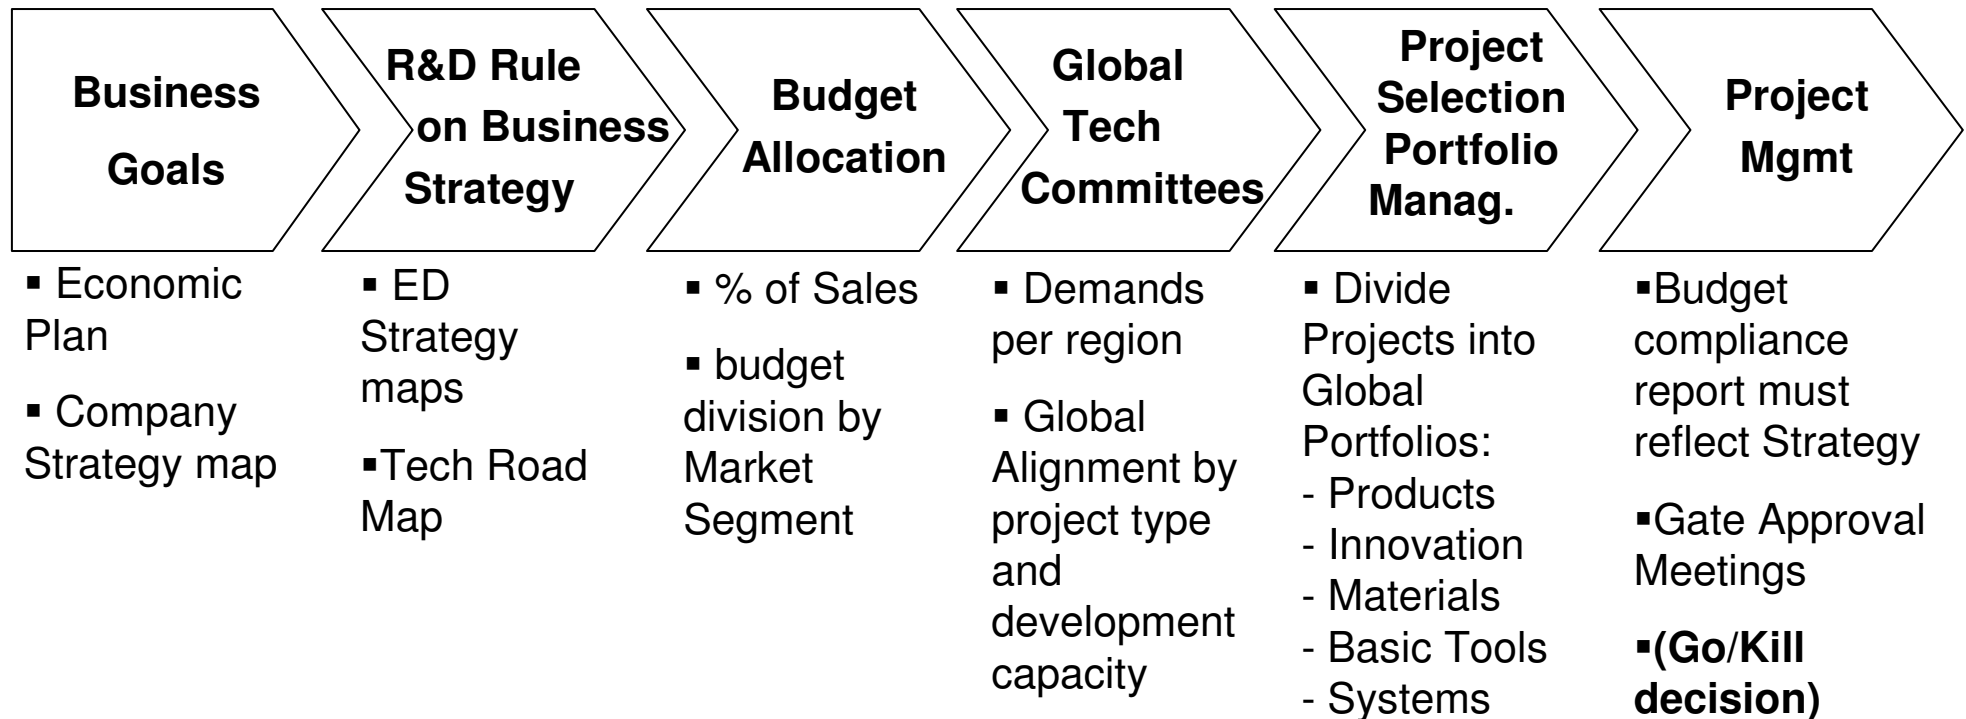 Business
Goals
▪ Economic
Plan
▪ Company
Strategy map
R&D Rule
on Business
Strategy
▪ ED
Strategy
maps
▪Tech Road
Map
Budget
Allocation
▪ % of Sales
▪ budget
division by
Market
Segment
Global
Tech
Committees
▪ Demands
per region
▪ Global
Alignment by
project type
and
development
capacity
Project
Selection
Portfolio
Manag.
▪ Divide
Projects into
Global
Portfolios:
- Products
- Innovation
- Materials
- Basic Tools
- Systems
Project
Mgmt
▪Budget
compliance
report must
reflect Strategy
▪Gate Approval
Meetings
▪(Go/Kill
decision)